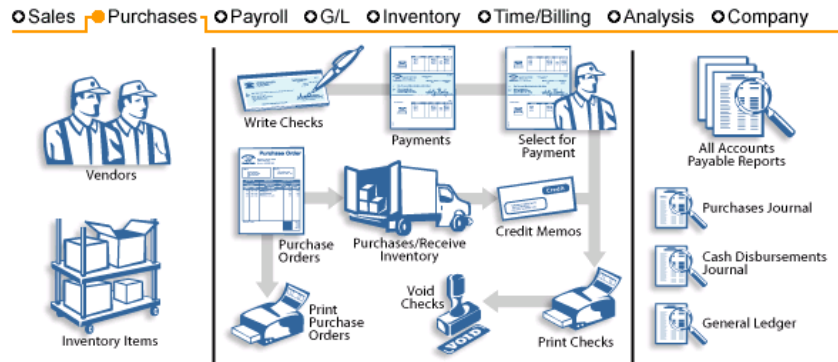 Sales
Purchases
Payroll
G/L
Inventory
Time/Billing
Analysis
Company
Vendors
Inventory Items
Write Checks
Payments
Select for
Payment
Purchase Order
Purchase
Orders
Purchases/Receive
Inventory
Credit
Credit Memos
Print
Purchase
Orders
Void
Checks
VOID
Print Checks
All Accounts
Payable Reports
Purchases Journal
Cash Disbursements
Journal
General Ledger